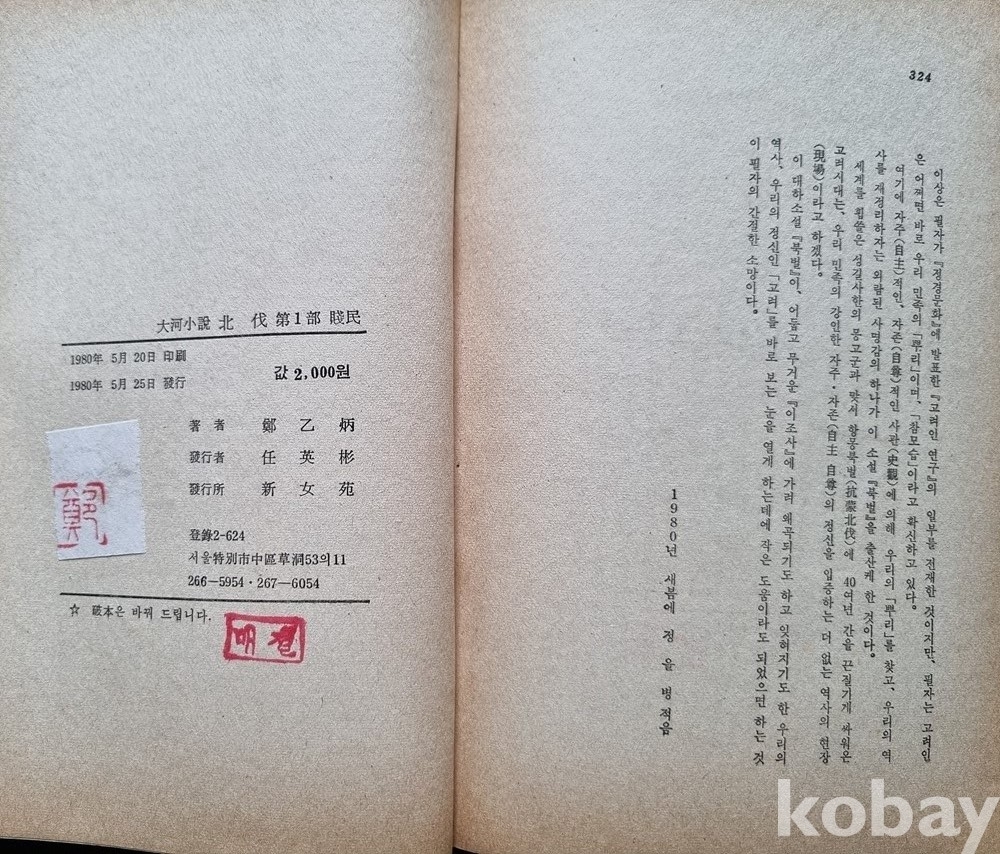 大河小說 北 伐 第1部 賤民
1980年 5月 20日 印刷
1980年 5月 25日 發行
값 2,000원
著 者 鄭 乙 炳
發行者 任 英 彬
發行所 新 女 苑
登錄2-624
서울特別市中區草洞53의11
266-5954·267-6054
☆ 破本은 바꿔 드립니다.
鄭
매
324
이상은 필자가 『정경문화』에 발표한 『고려인 연구』의 일부를 전재한 것이지만, 필자는 고려인
은 어쩌면 바로 우리 민족의 「뿌리」이며, 「참모습」이라고 확신하고 있다.
여기에 자주(自主)적인, 자존(自尊)적인 사관(史觀)에 의해 우리의 「뿌리」를 찾고, 우리의 역
사를 재정리하자는 외람된 사명감의 하나가 이 소설 『북벌』을 출산케 한 것이다.
세계를 휩쓸은 성길사한의 몽고군과 맞서 항몽북벌(抗蒙北伐)에 40여년 간을 끈질기게 싸워온
고려시대는, 우리 민족의 강인한 자주·자존(自主 自尊)의 정신을 입증하는 더 없는 역사의 현장
(現場)이라고 하겠다.
이 대하소설 『북벌』이, 어둡고 무거운 『이조사』에 가려 왜곡되기도 하고 잊혀지기도 한 우리의
역사, 우리의 정신인 「고려」를 바로 보는 눈을 열게 하는데에 작은 도움이라도 되었으면 하는 것
이 필자의 간절한 소망이다.
1980년 새봄에 정 을 병 적음
kobay